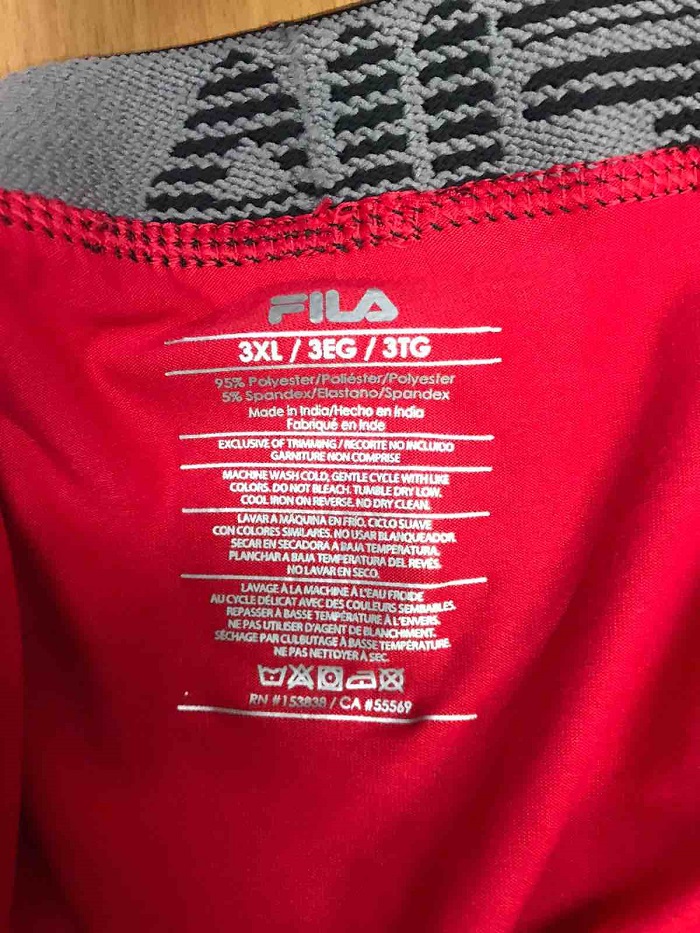 FILA
3XL / 3EG / 3TG
95% Polyester/Poliéster/Polyester
5% Spandex/Elastano/Spandex
Made in India/Hecho en India
Fabriqué en Inde
EXCLUSIVE OF TRIMMING / RECORTE NO INCLUIDO
GARNITURE NON COMPRISE
MACHINE WASH COLD, GENTLE CYCLE WITH LIKE
COLORS. DO NOT BLEACH. TUMBLE DRY LOW.
COOL IRON ON REVERSE. NO DRY CLEAN.
LAVAR A MÁQUINA EN FRÍO. CICLO SUAVE
CON COLORES SIMILARES. NO USAR BLANQUEADOR.
SECAR EN SECADORA A BAJA TEMPERATURA.
PLANCHAR A BAJA TEMPERATURA DEL REVÉS.
NO LAVAR EN SECO.
LAVAGE À LA MACHINE À L'EAU FROIDE
AU CYCLE DÉLICAT AVEC DES COULEURS SEMBABLES.
REPASSER À BASSE TEMPÉRATURE À L'ENVERS.
NE PAS UTILISER D'AGENT DE BLANCHIMENT.
SÉCHAGE PAR CULBUTAGE À BASSE TEMPÉRATURE.
NE PAS NETTOYER À SEC.
RN #153838 / CA #55569